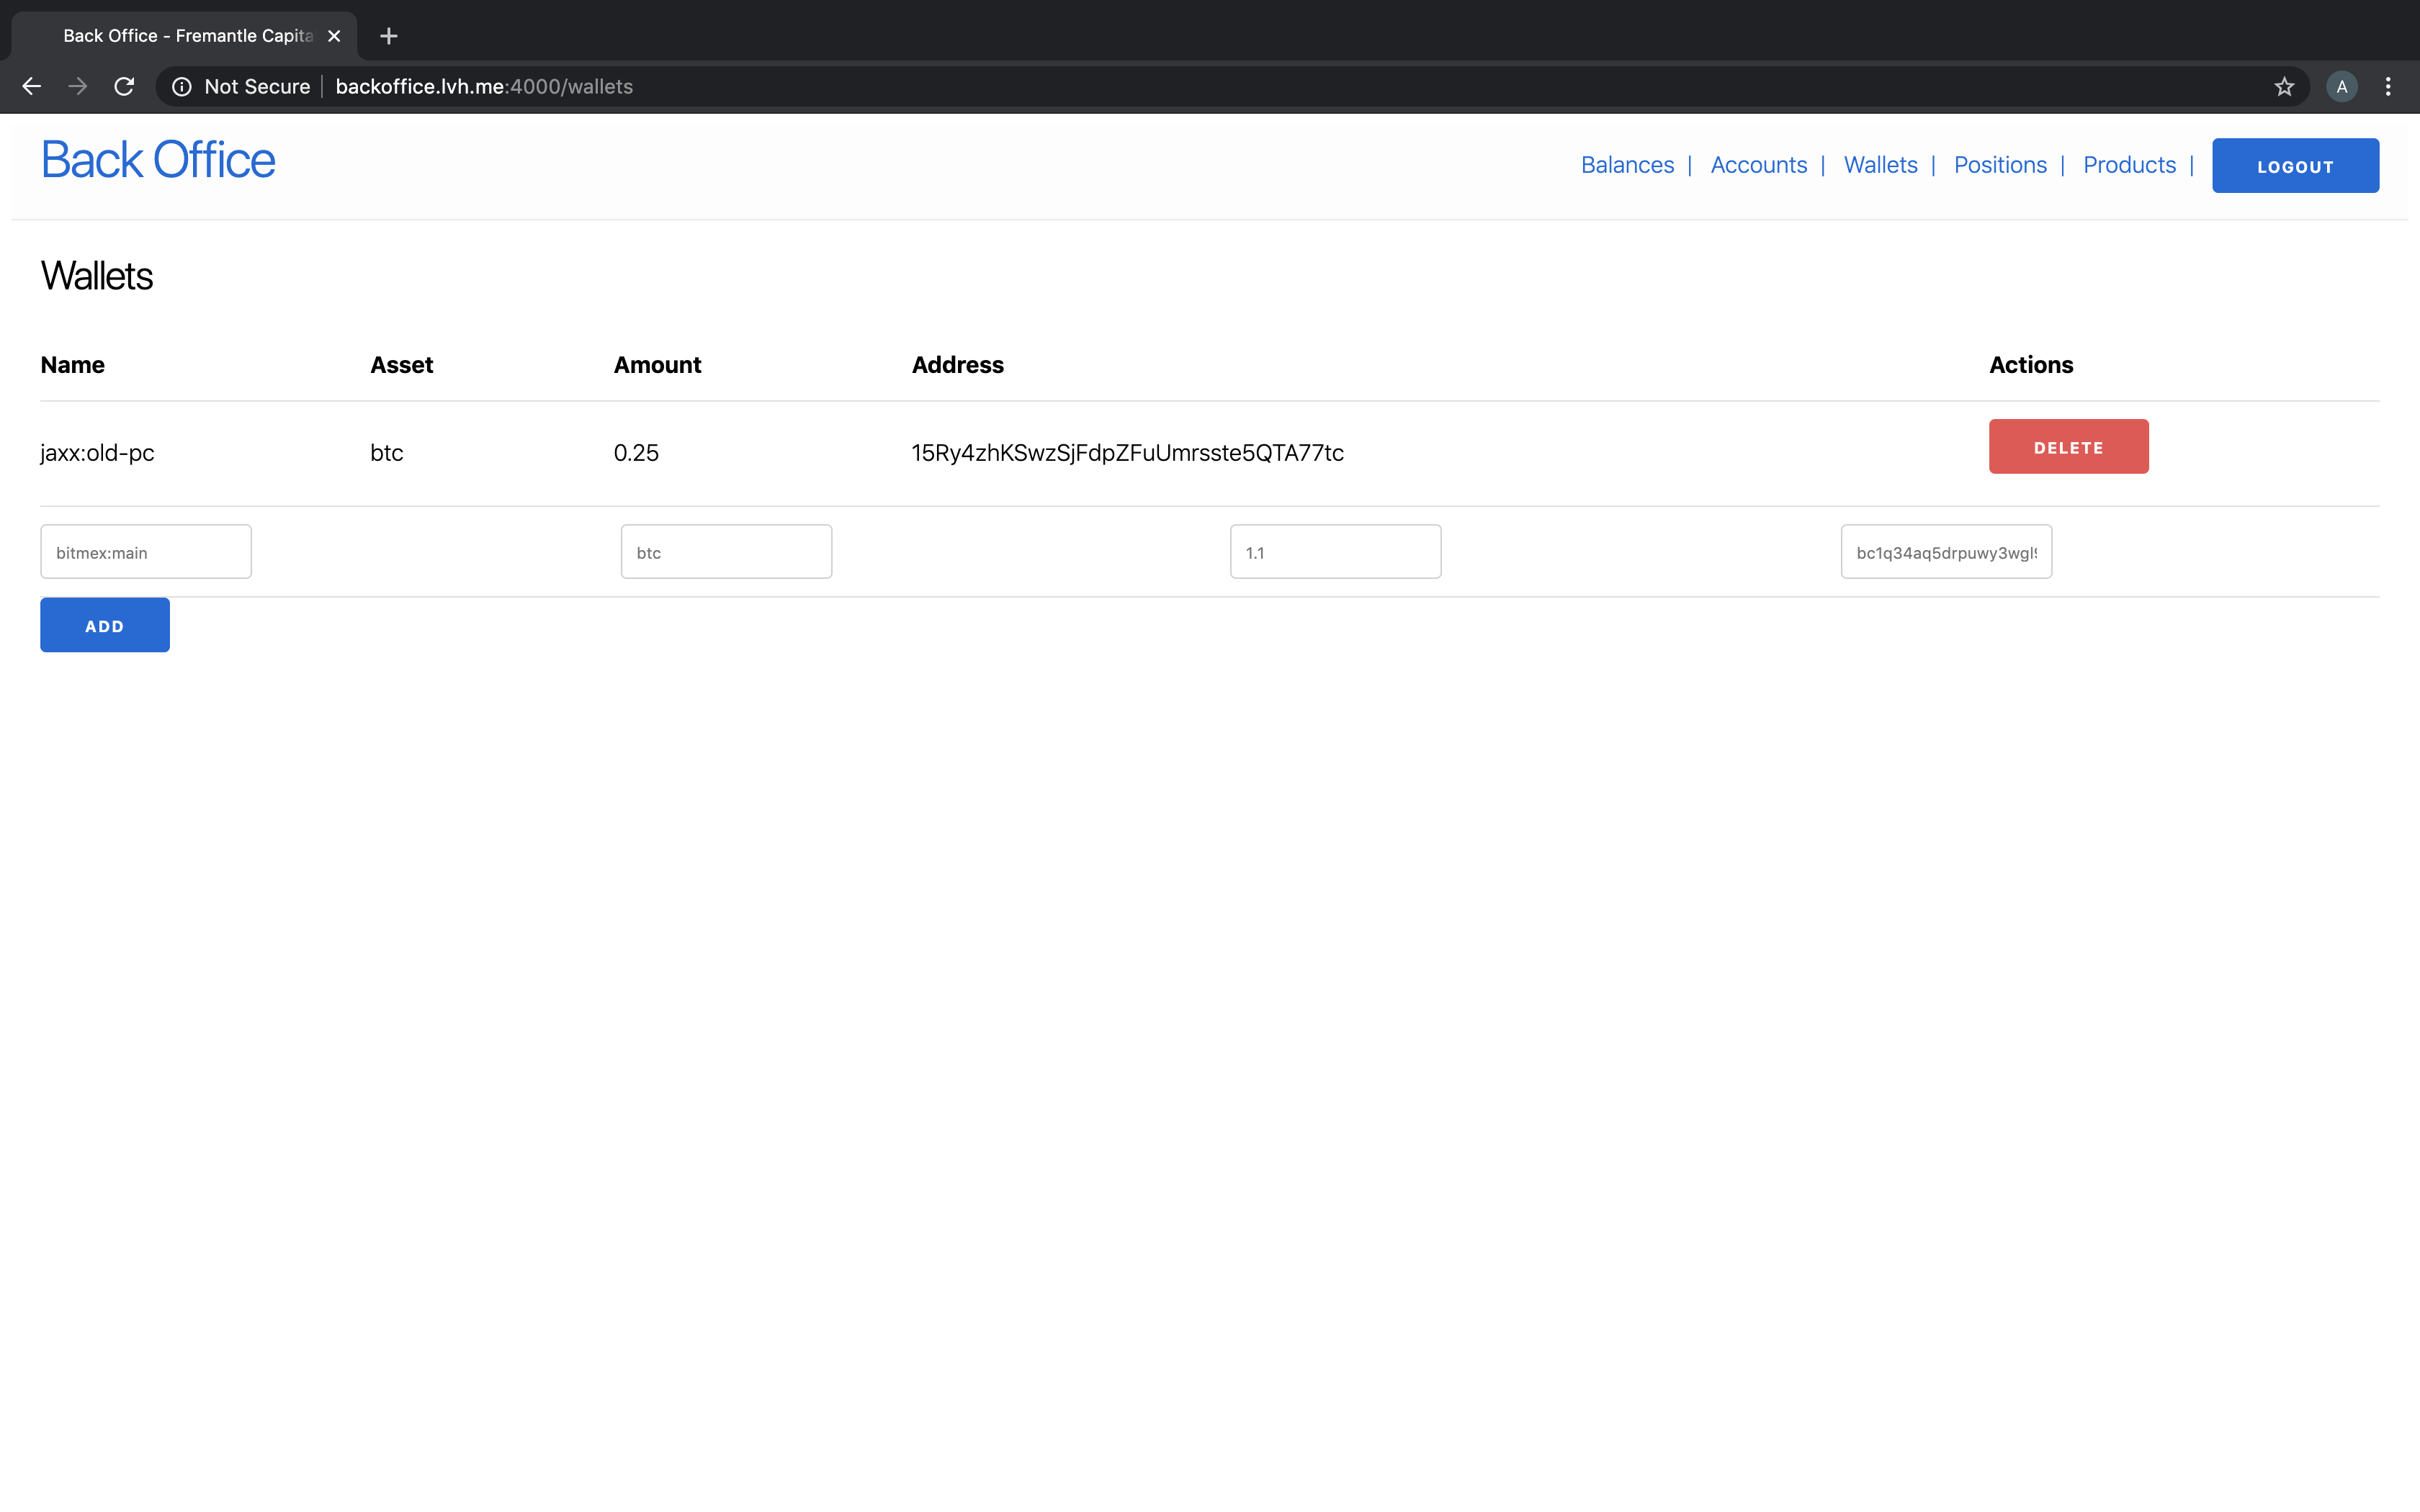 Back Office - Fremantle Capita
Not Secure backoffice.lvh.me:4000/wallets A
Back Office
Balances | Accounts | Wallets | Positions | Products | LOGOUT
Wallets
Name Asset Amount Address Actions
jaxx:old-pc btc 0.25 15Ry4zhKSwzSjFdpZFuUmrsste5QTA77tc DELETE
bitmex:main btc 1.1 bc1q34aq5drpuwy3wgl9
ADD